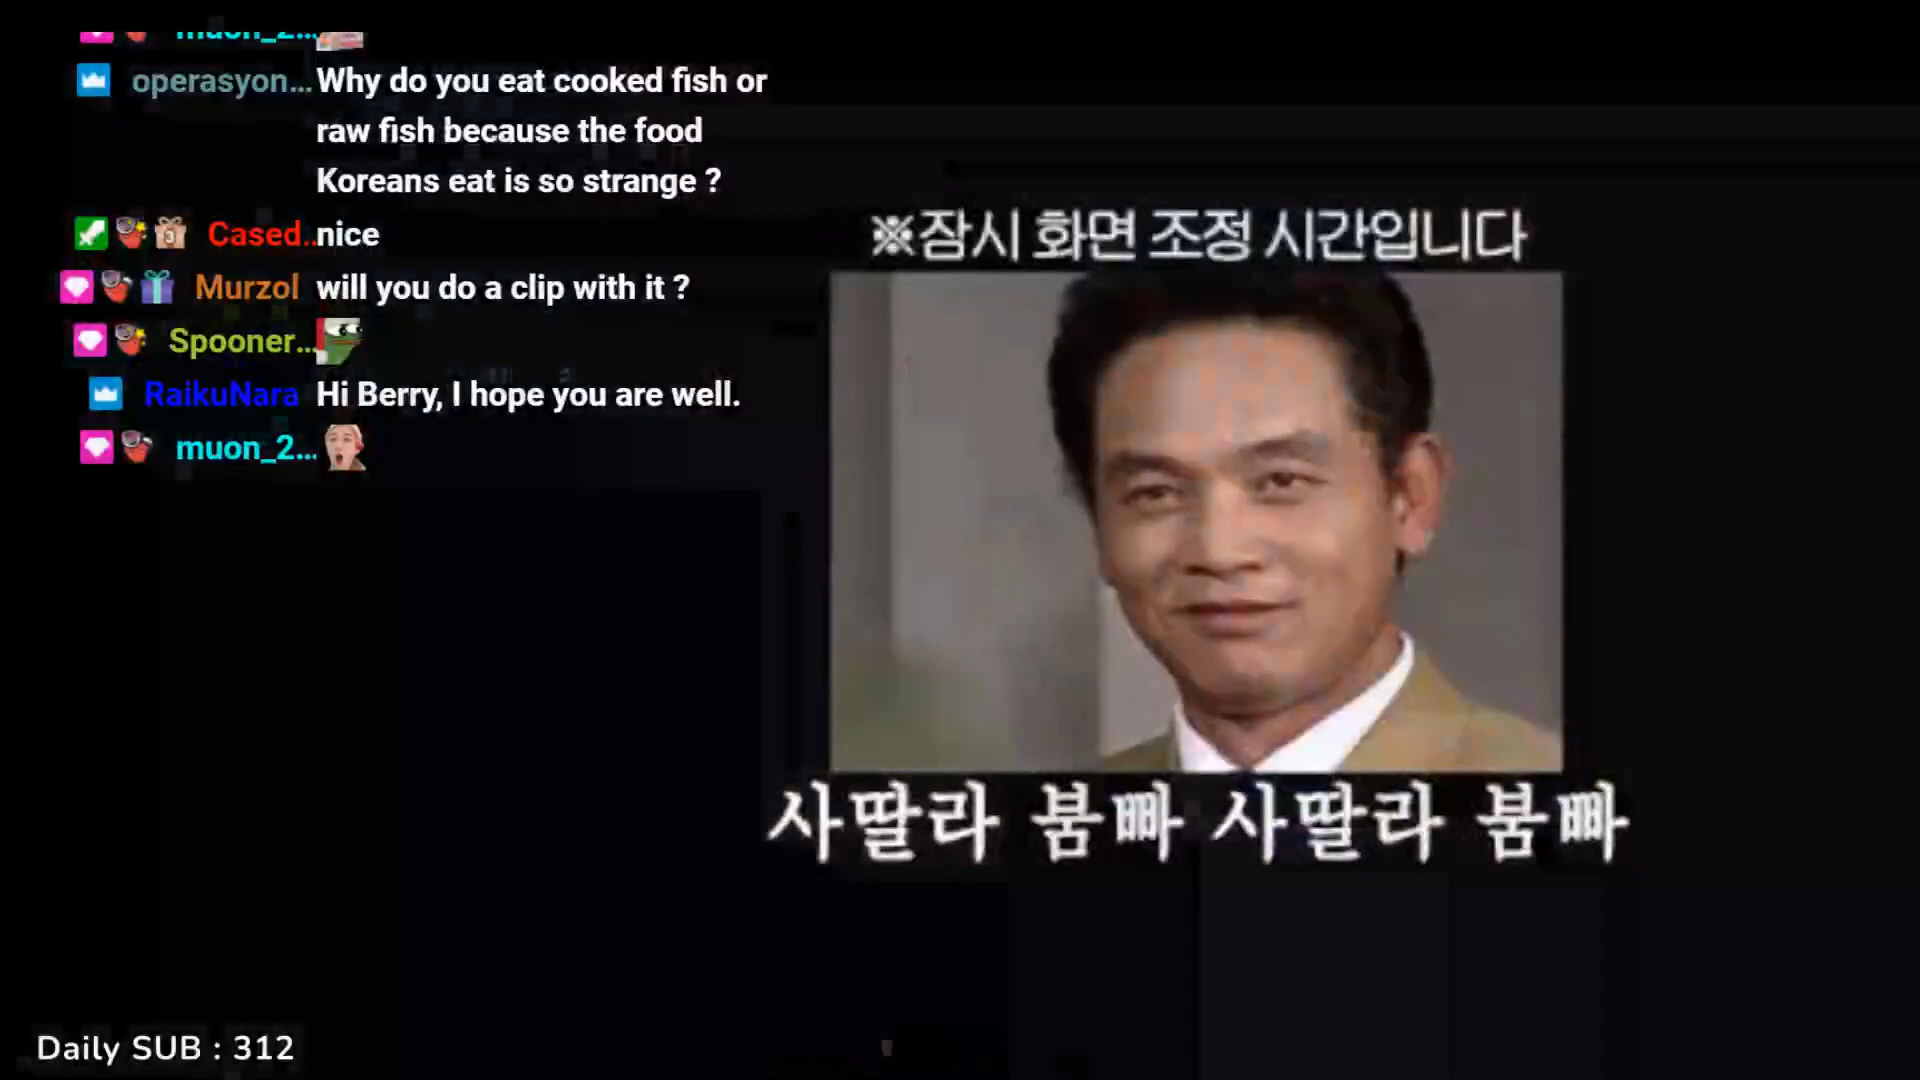 muon_2...
operasyon... Why do you eat cooked fish or
raw fish because the food
Koreans eat is so strange ?
Cased.. nice
Murzol will you do a clip with it ?
Spooner...
RaikuNara Hi Berry, I hope you are well.
muon_2...
※잠시 화면 조정 시간입니다
사딸라 붐빠 사딸라 붐빠
Daily SUB : 312